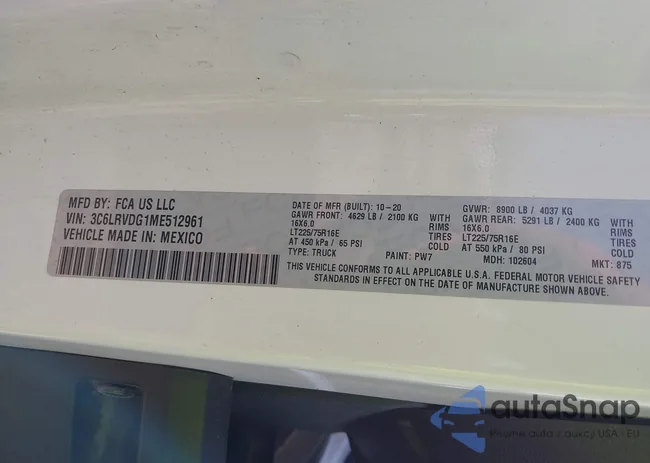 MFD BY: FCA US LLC
VIN: 3C6LRVDG1ME512961
VEHICLE MADE IN: MEXICO
DATE OF MFR (BUILT): 10-20
GAWR FRONT: 4629 LB / 2100 KG
16X6.0 RIMS
LT225/75R16E TIRES
AT 450 kPa / 65 PSI COLD
TYPE: TRUCK PAINT: PW7
GVWR: 8900 LB / 4037 KG
GAWR REAR: 5291 LB / 2400 KG
16X6.0 RIMS
LT225/75R16E TIRES
AT 550 kPa / 80 PSI COLD
MDH: 102604 MKT: 875
THIS VEHICLE CONFORMS TO ALL APPLICABLE U.S.A. FEDERAL MOTOR VEHICLE SAFETY
STANDARDS IN EFFECT ON THE DATE OF MANUFACTURE SHOWN ABOVE.
autoSnap